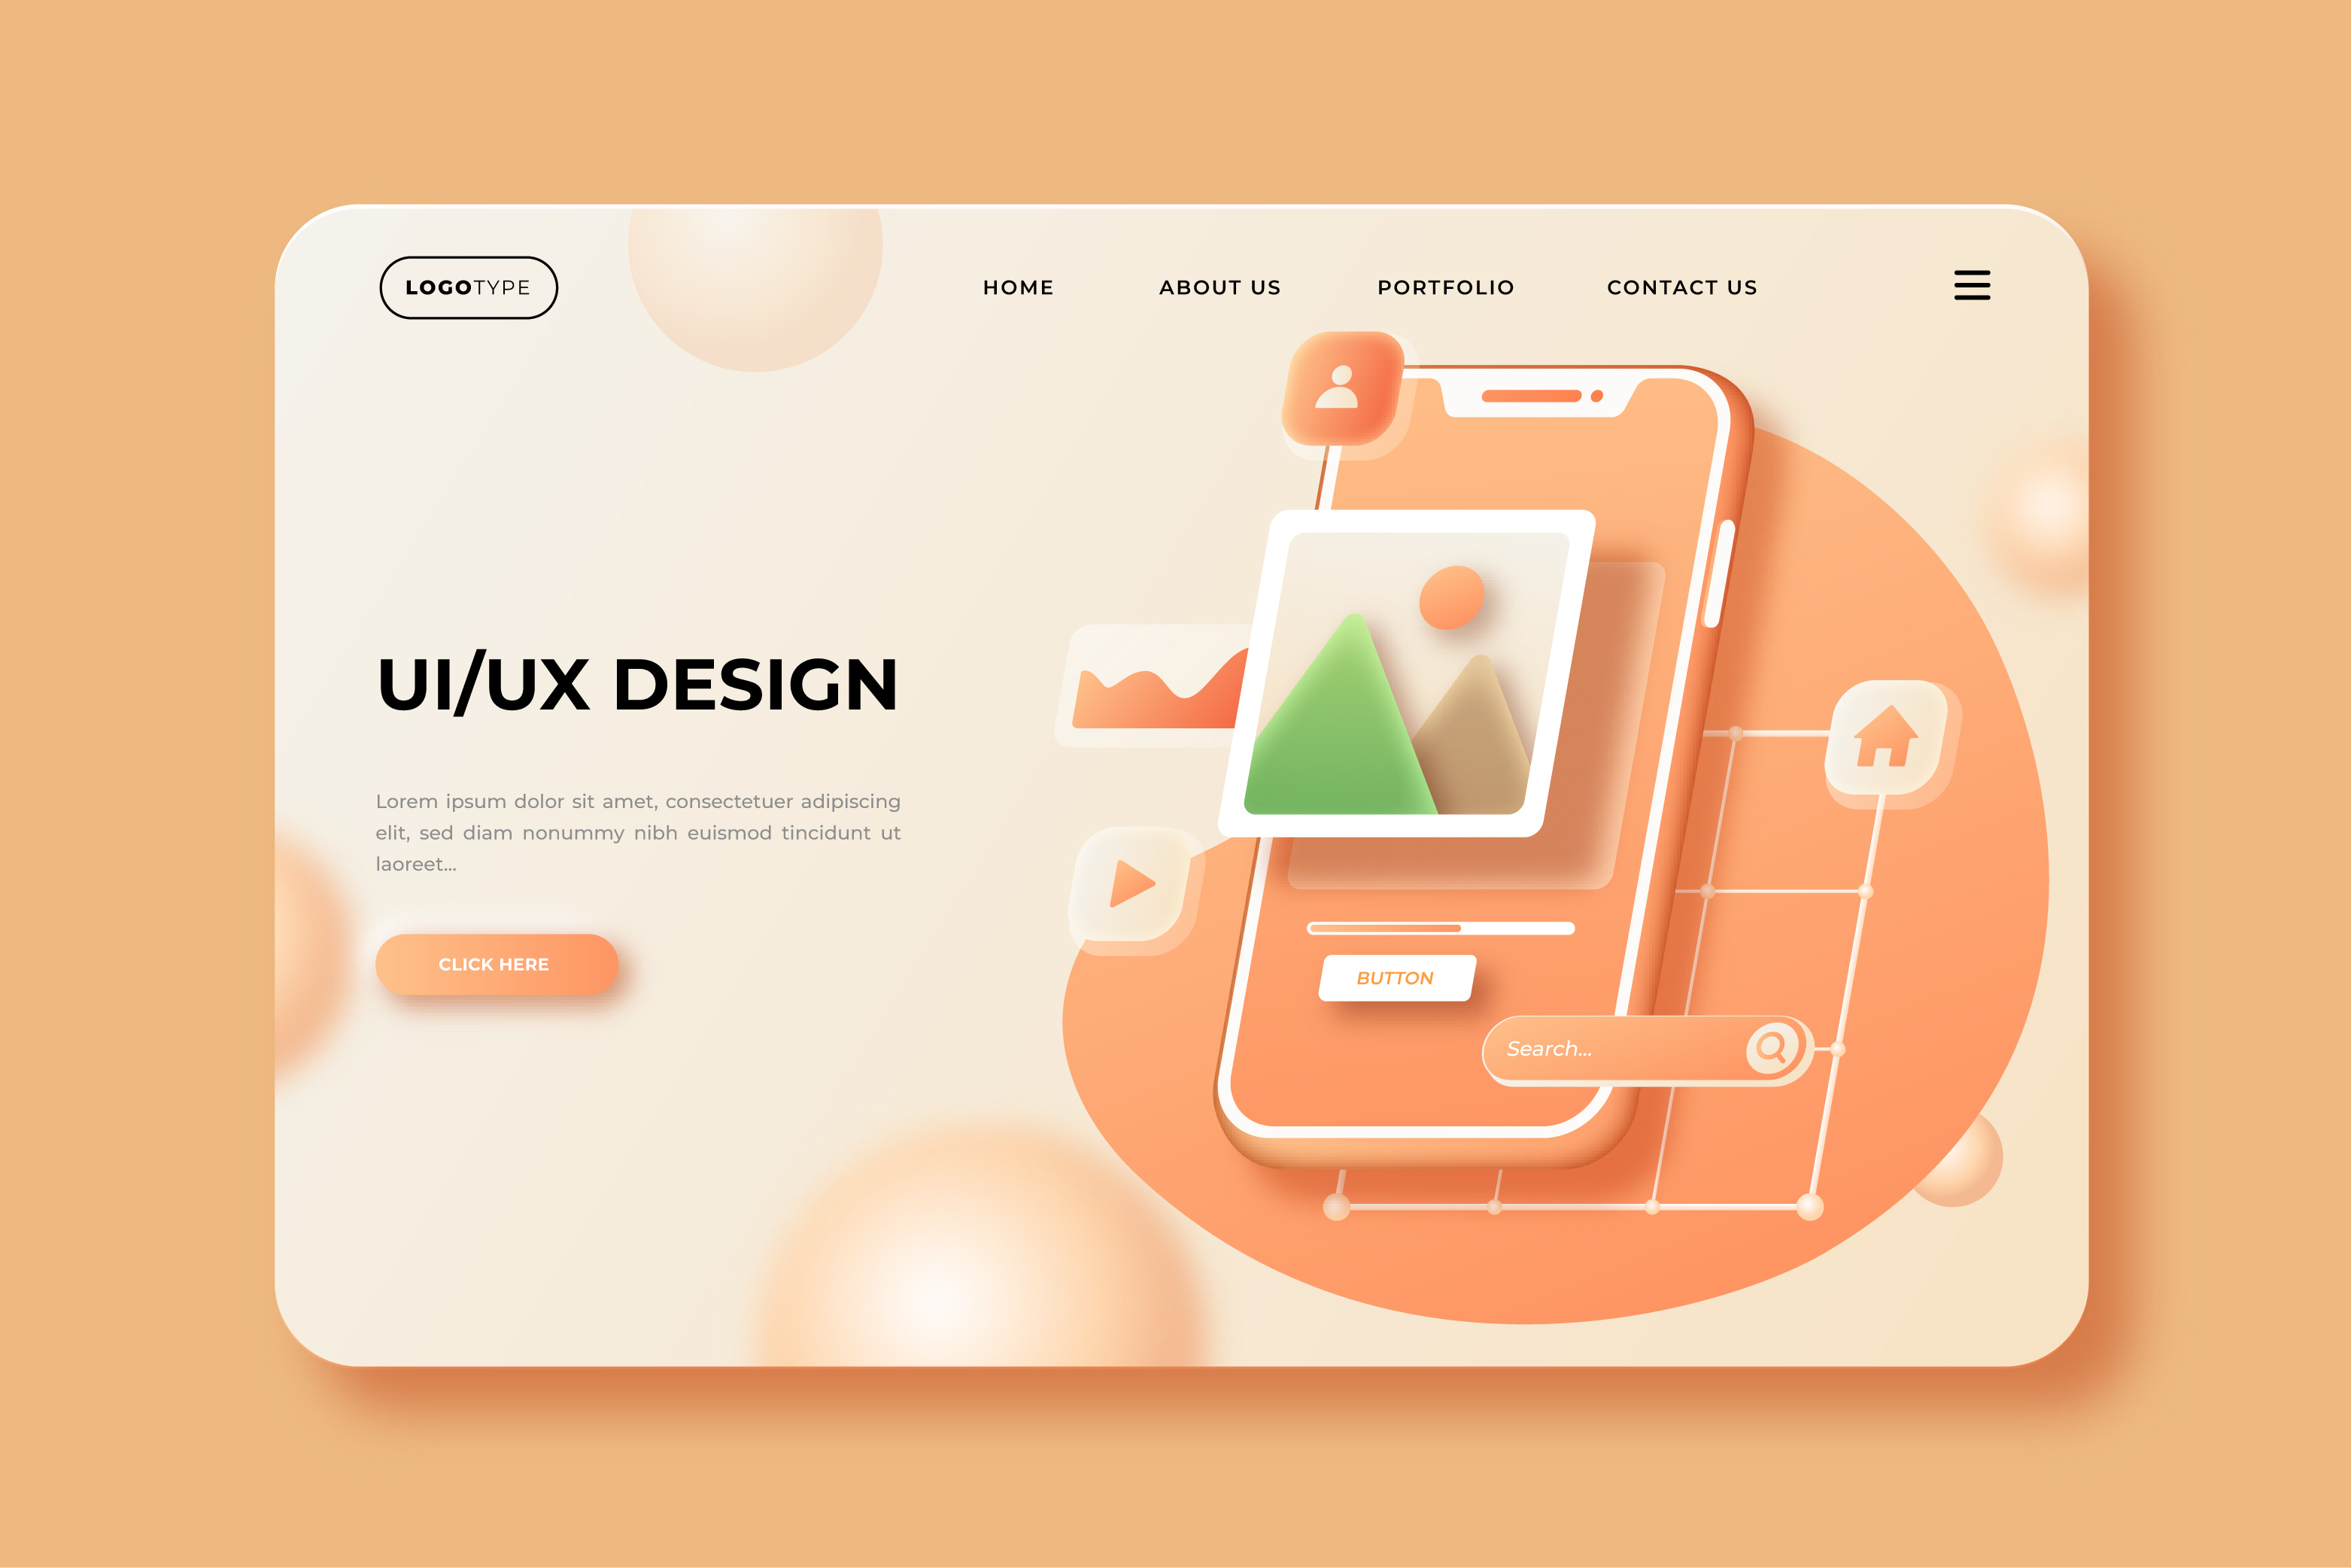 LOGOTYPE
HOME ABOUT US PORTFOLIO CONTACT US
UI/UX DESIGN
Lorem ipsum dolor sit amet, consectetuer adipiscing
elit, sed diam nonummy nibh euismod tincidunt ut
laoreet...
CLICK HERE
BUTTON
Search...